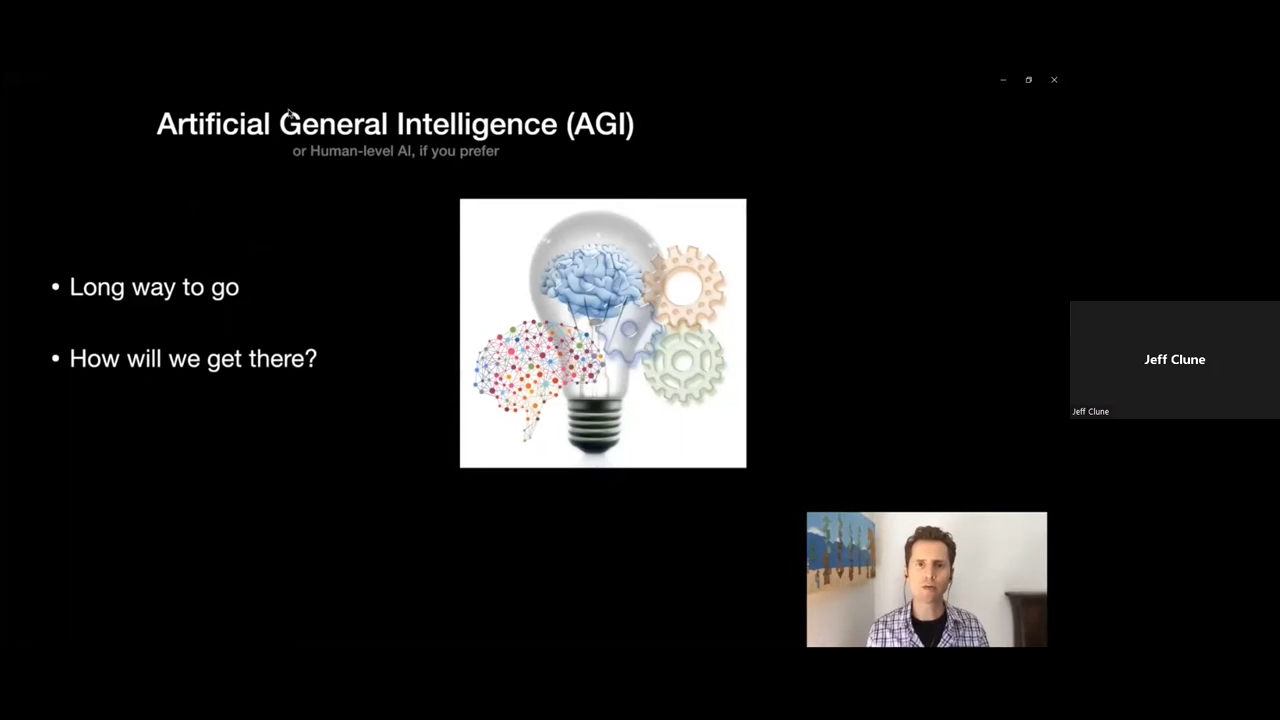 Artificial General Intelligence (AGI)
or Human-level AI, if you prefer
• Long way to go
• How will we get there?
Jeff Clune
Jeff Clune